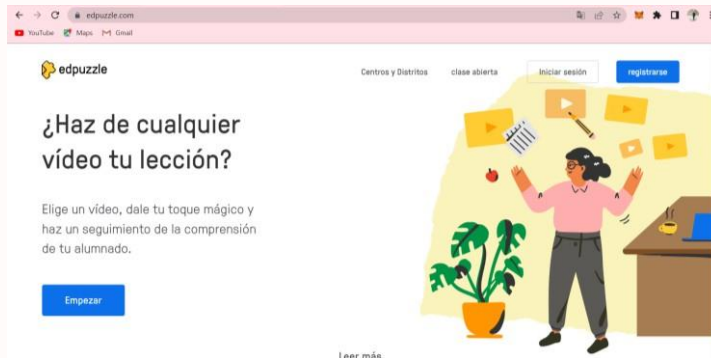 edpuzzle.com
YouTube Maps Gmail
edpuzzle
Centros y Distritos clase abierta Iniciar sesión registrarse
¿Haz de cualquier
vídeo tu lección?
Elige un vídeo, dale tu toque mágico y
haz un seguimiento de la comprensión
de tu alumnado.
Empezar
Leer más